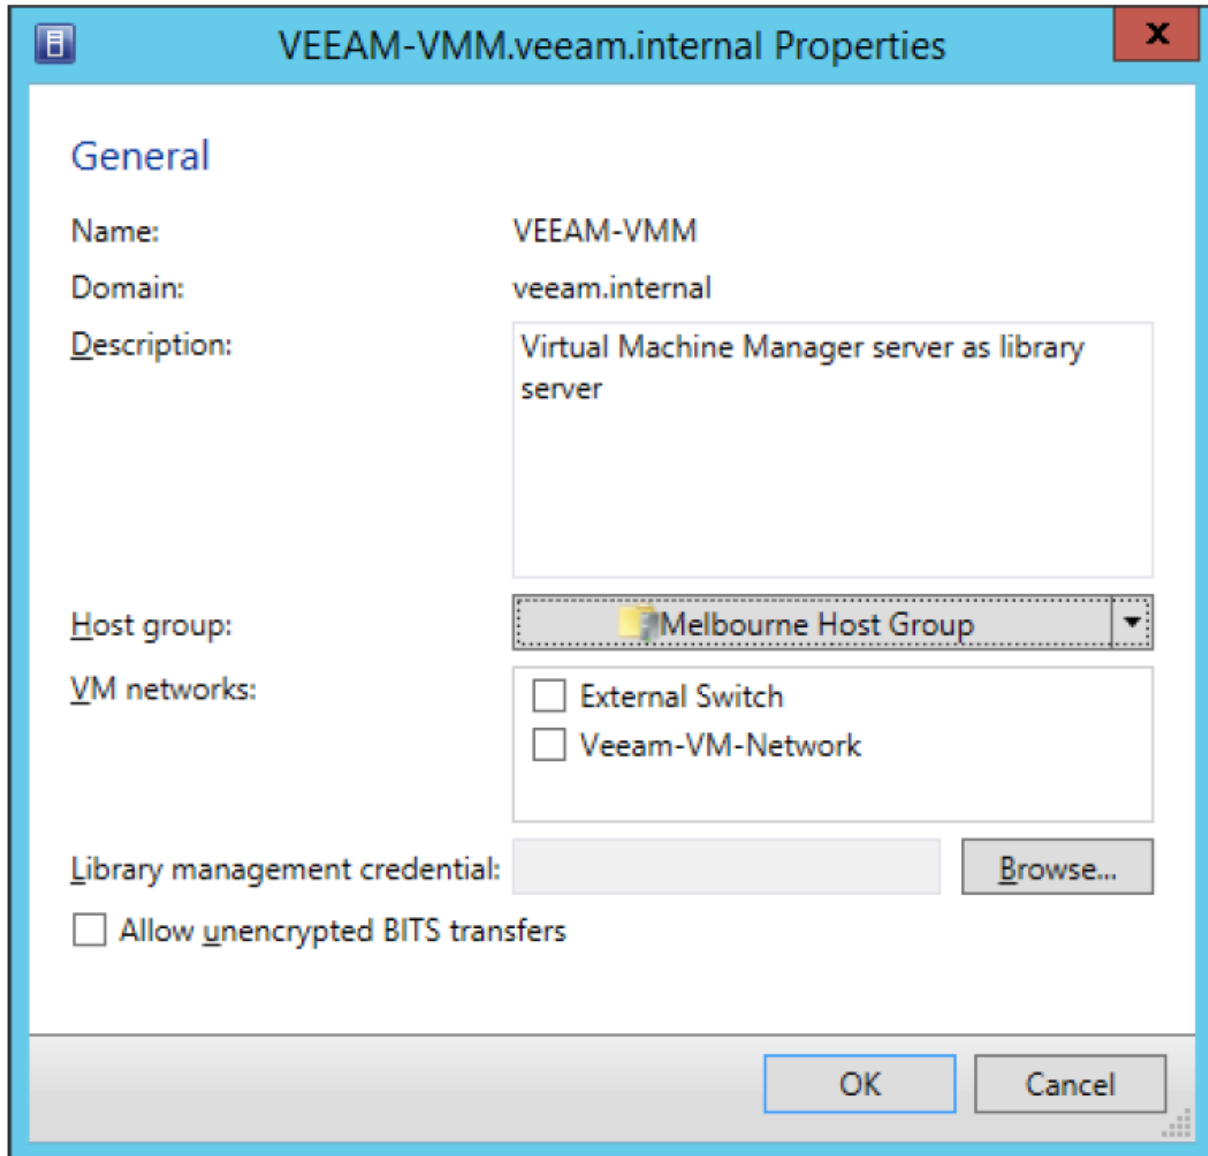 VEEAM-VMM.veeam.internal Properties
x
General
Name: VEEAM-VMM
Domain: veeam.internal
Description: Virtual Machine Manager server as library
server
Host group: Melbourne Host Group
VM networks: External Switch
Veeam-VM-Network
Library management credential: Browse...
Allow unencrypted BITS transfers
OK Cancel